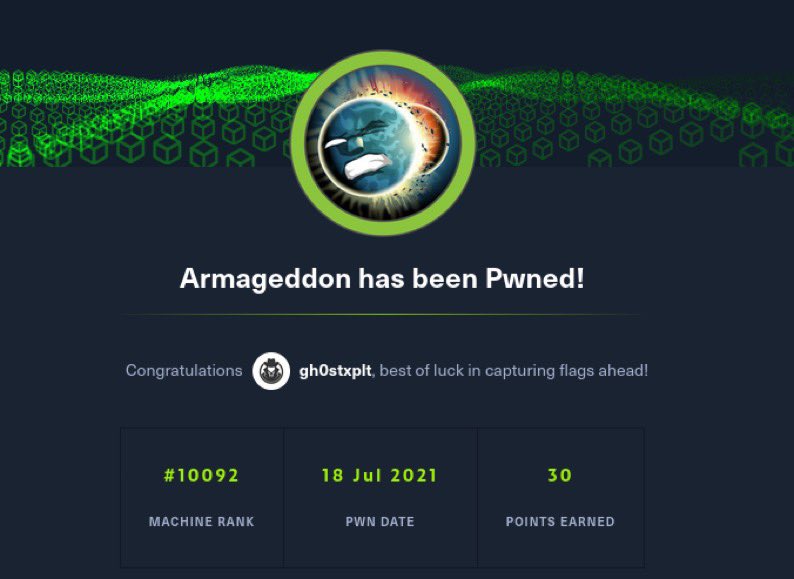 Armageddon has been Pwned!
Congratulations gh0stxplt, best of luck in capturing flags ahead!
#10092 18 Jul 2021 30
MACHINE RANK PWN DATE POINTS EARNED